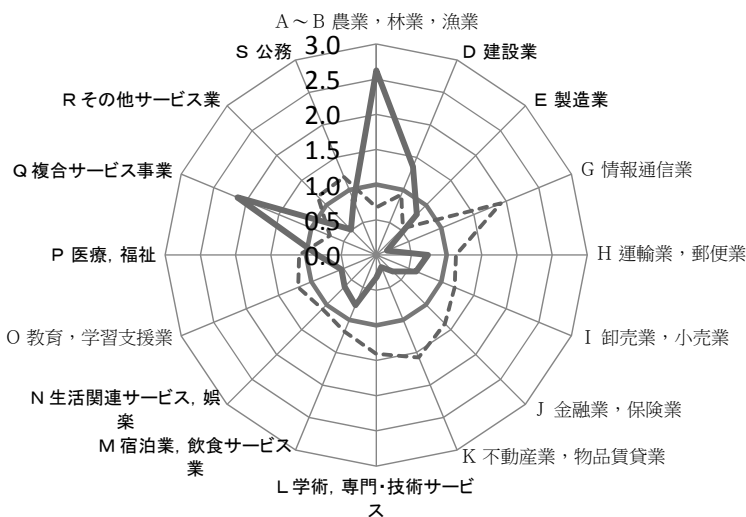 A～B 農業，林業，漁業
D 建設業
E 製造業
G 情報通信業
H 運輸業，郵便業
I 卸売業，小売業
J 金融業，保険業
K 不動産業，物品賃貸業
L 学術，専門・技術サービ
ス
M 宿泊業，飲食サービス
業
N 生活関連サービス，娯
楽
O 教育，学習支援業
P 医療，福祉
Q 複合サービス事業
R その他サービス業
S 公務
3.0
2.5
2.0
1.5
1.0
0.5
0.0